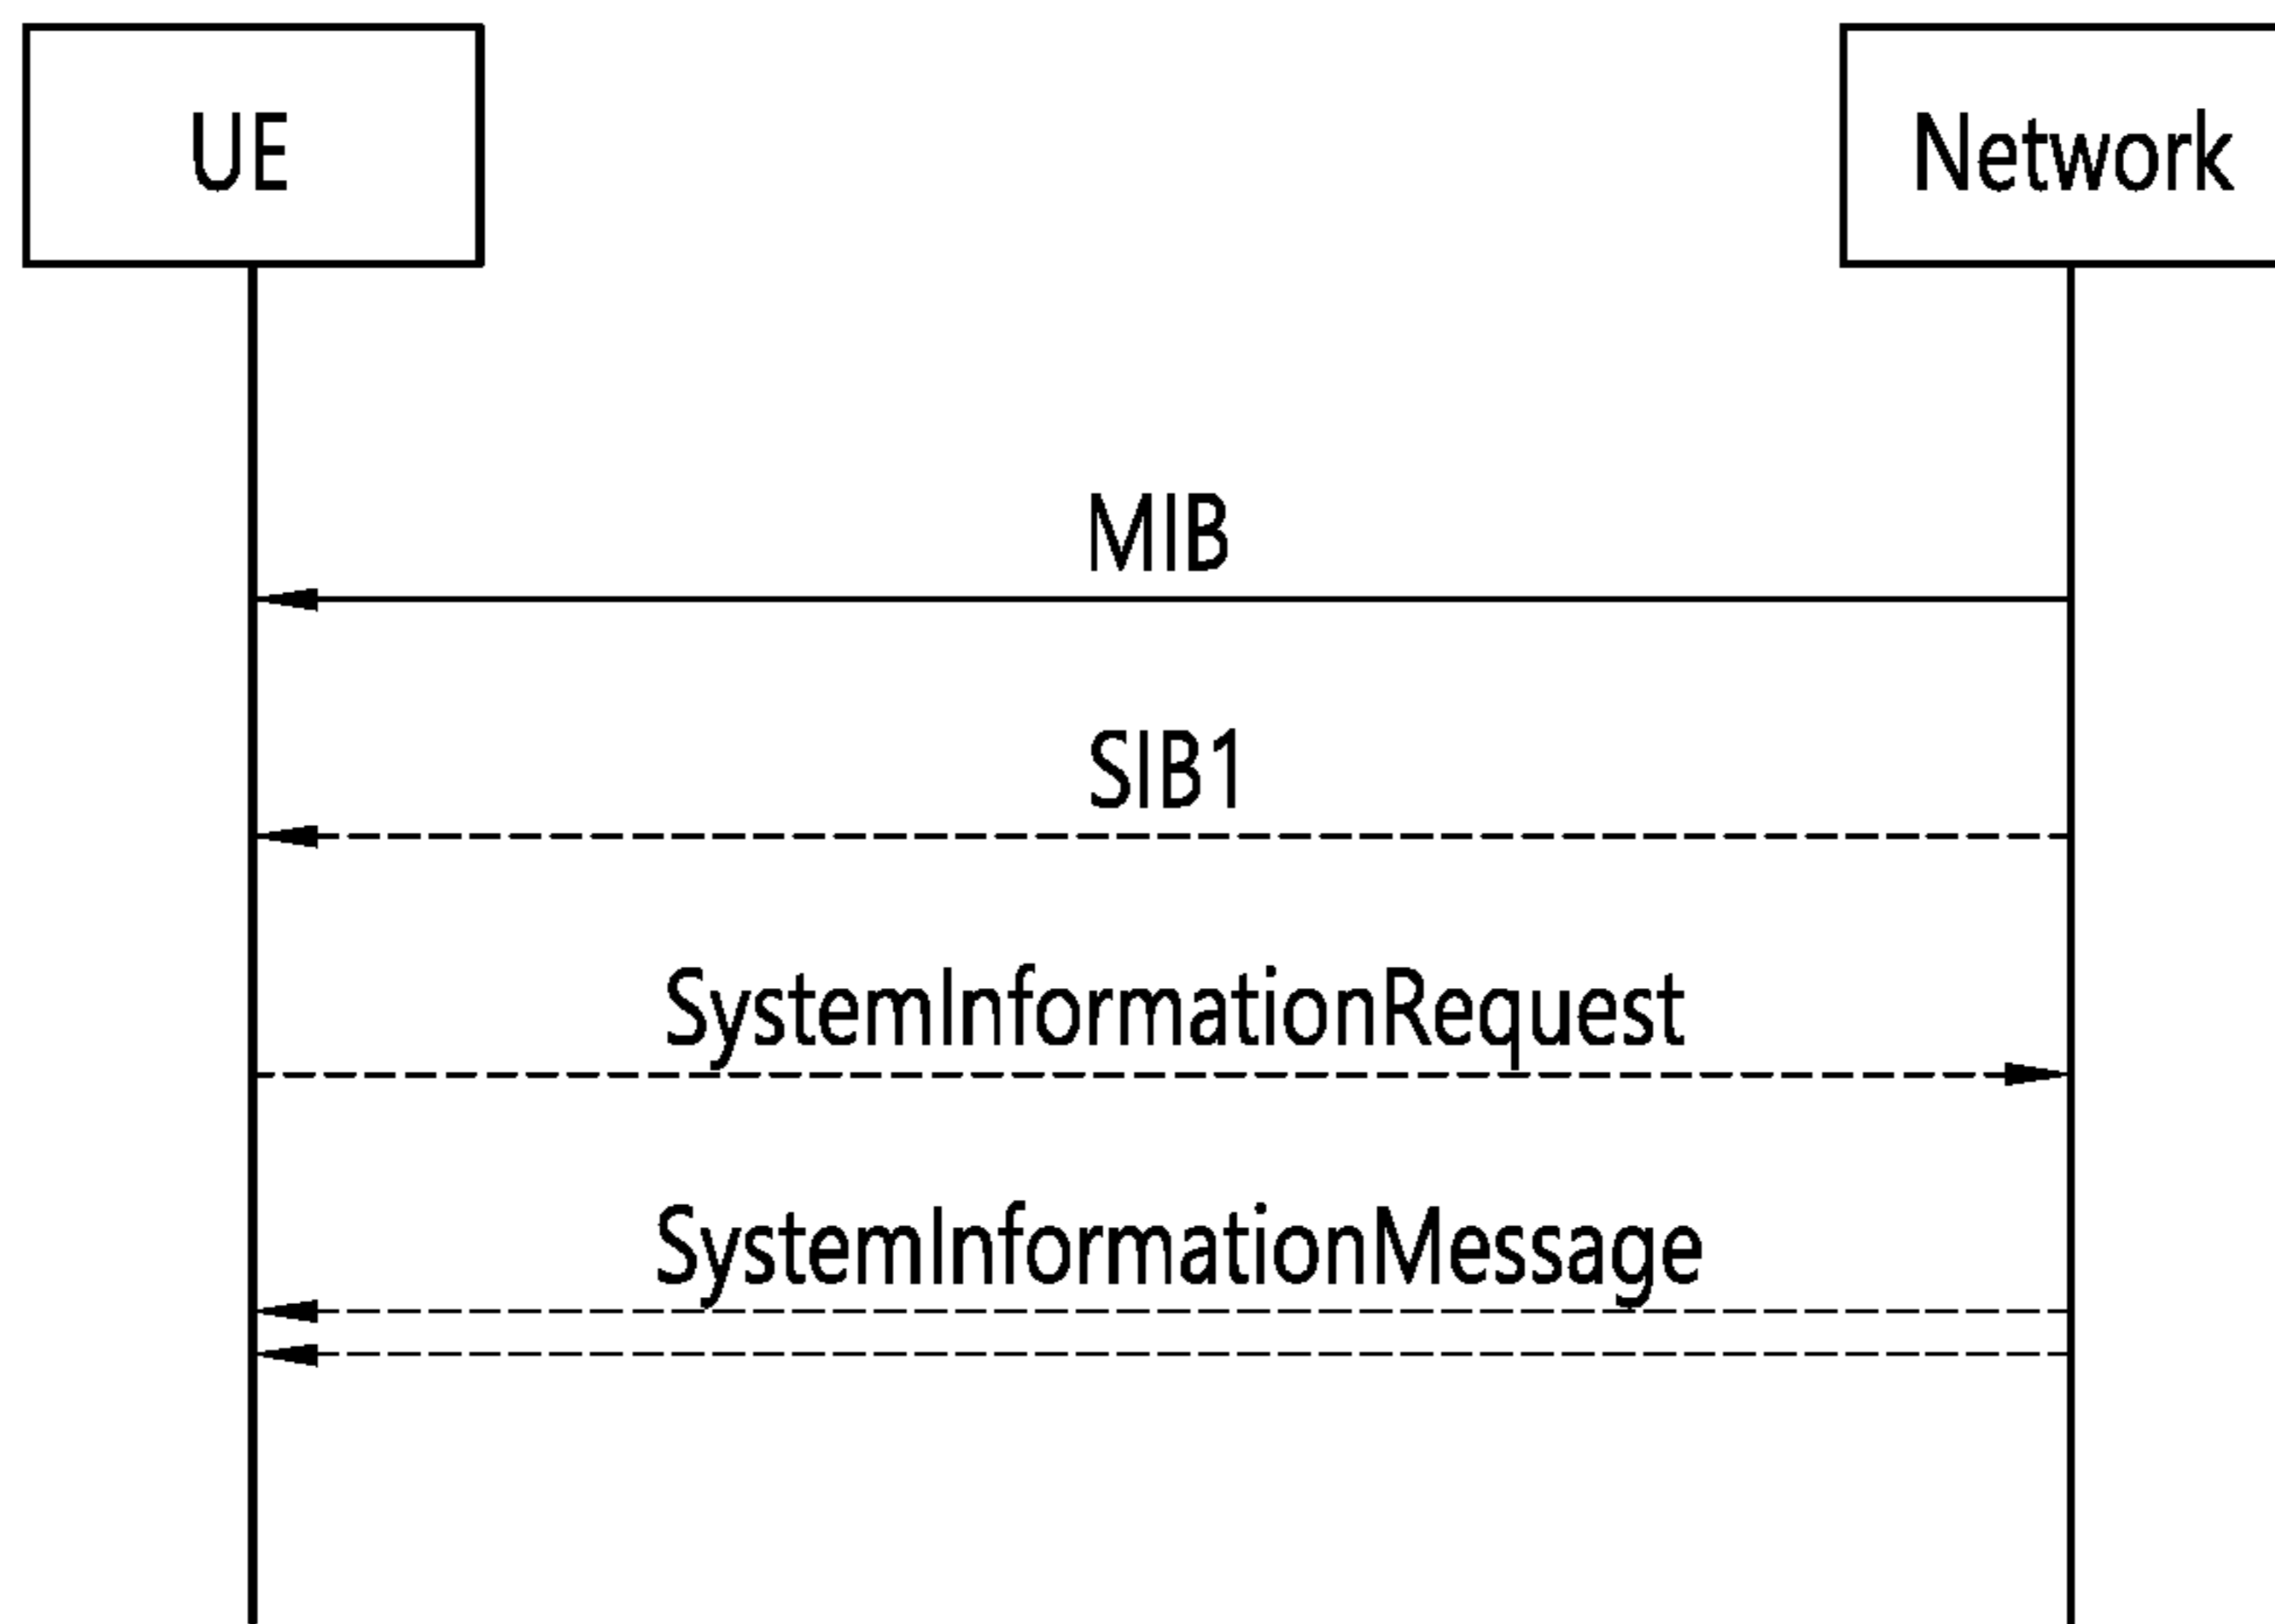 UE
Network
MIB
SIB1
SystemInformationRequest
SystemInformationMessage